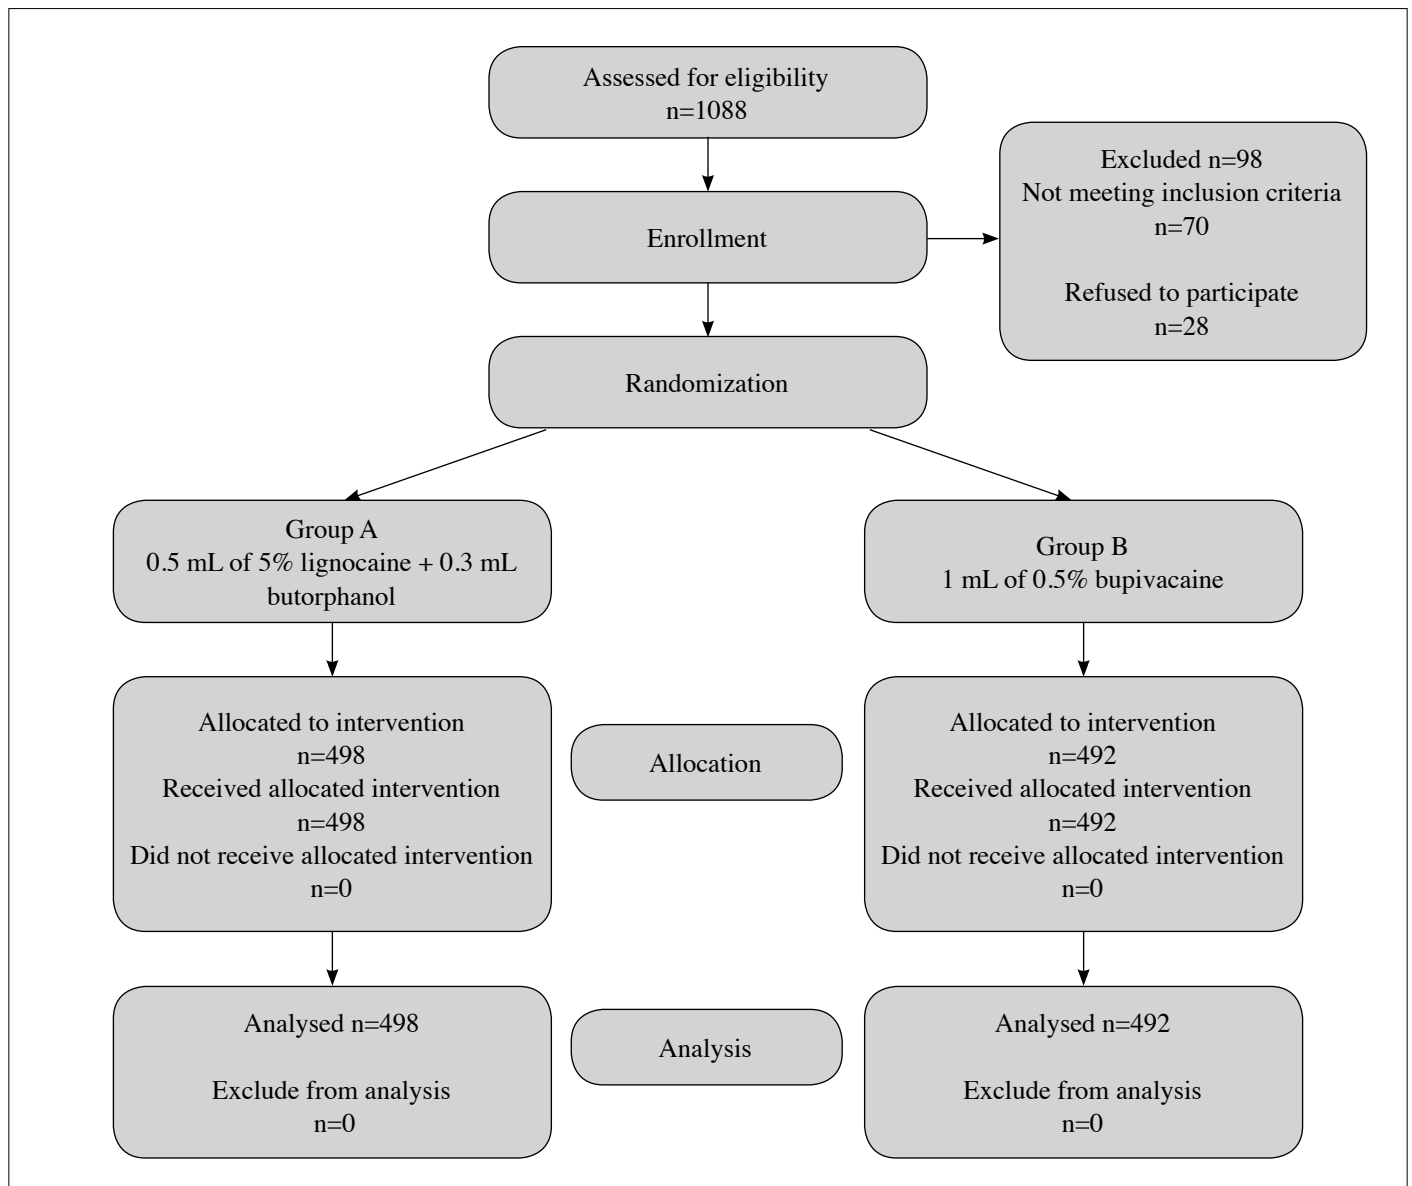 Assessed for eligibility
n=1088
Excluded n=98
Not meeting inclusion criteria
n=70
Refused to participate
n=28
Enrollment
Randomization
Group A
0.5 mL of 5% lignocaine + 0.3 mL
butorphanol
Group B
1 mL of 0.5% bupivacaine
Allocated to intervention
n=498
Received allocated intervention
n=498
Did not receive allocated intervention
n=0
Allocation
Allocated to intervention
n=492
Received allocated intervention
n=492
Did not receive allocated intervention
n=0
Analysed n=498
Exclude from analysis
n=0
Analysis
Analysed n=492
Exclude from analysis
n=0